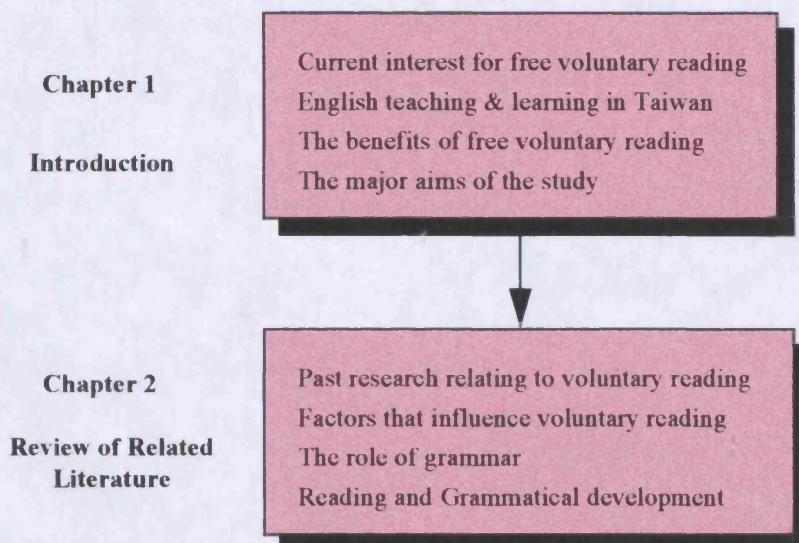 Chapter 1
Introduction
Current interest for free voluntary reading
English teaching & learning in Taiwan
The benefits of free voluntary reading
The major aims of the study
Chapter 2
Review of Related
Literature
Past research relating to voluntary reading
Factors that influence voluntary reading
The role of grammar
Reading and Grammatical development